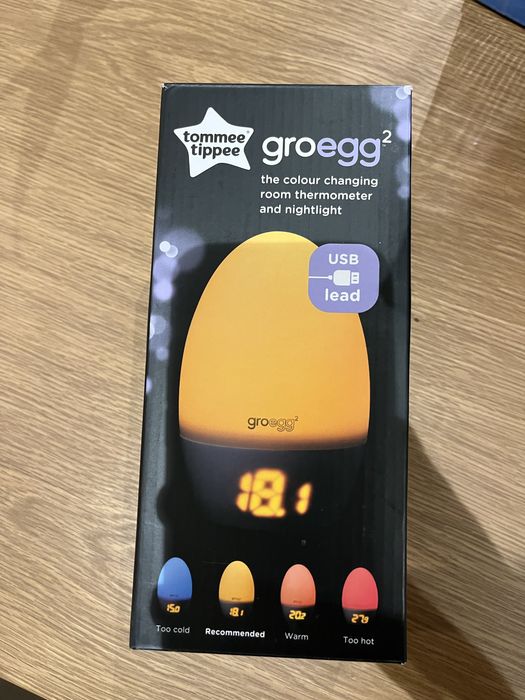 tommee
tippee
groegg2
the colour changing
room thermometer
and nightlight
USB
lead
groegg2
18.1
15.0
18.1
20.2
27.9
Too cold
Recommended
Warm
Too hot